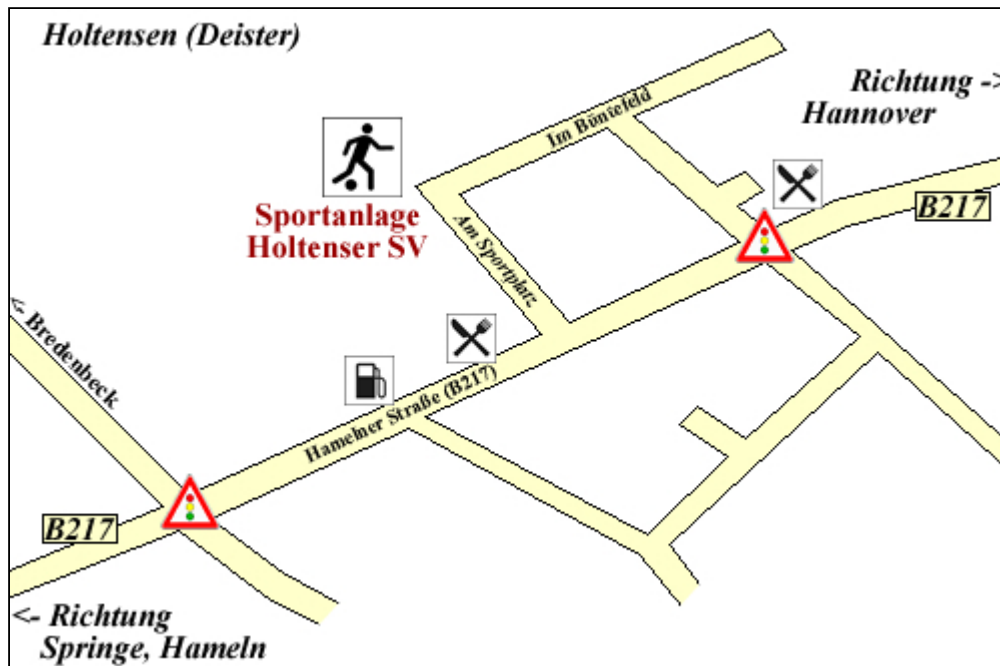 Holtensen (Deister)
Richtung ->
Hannover
Im Büntefeld
B217
Sportanlage
Holtenser SV
Am Sportplatz
<- Bredenbeck
Hamelner Straße (B217)
B217
<- Richtung
Springe, Hameln